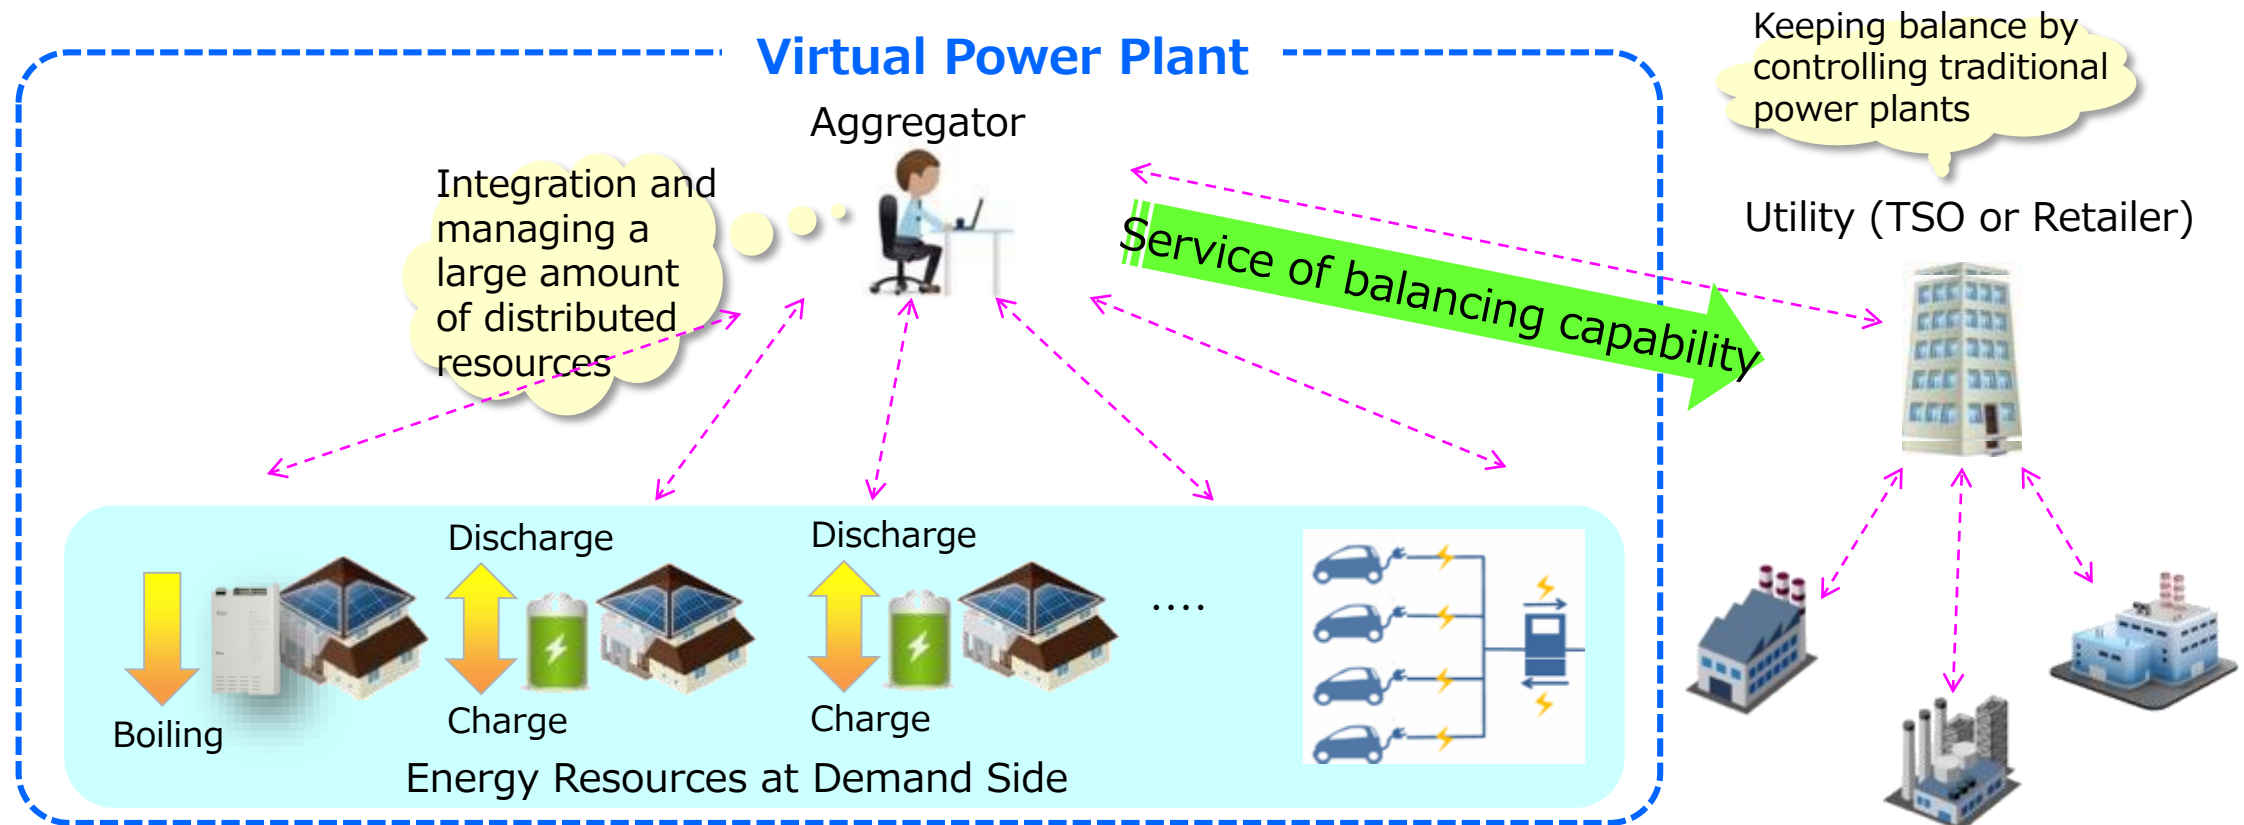 Virtual Power Plant
Keeping balance by
controlling traditional
power plants
Aggregator
Integration and
managing a
large amount
of distributed
resources
Service of balancing capability
Utility (TSO or Retailer)
Discharge
Discharge
....
Boiling
Charge
Charge
Energy Resources at Demand Side